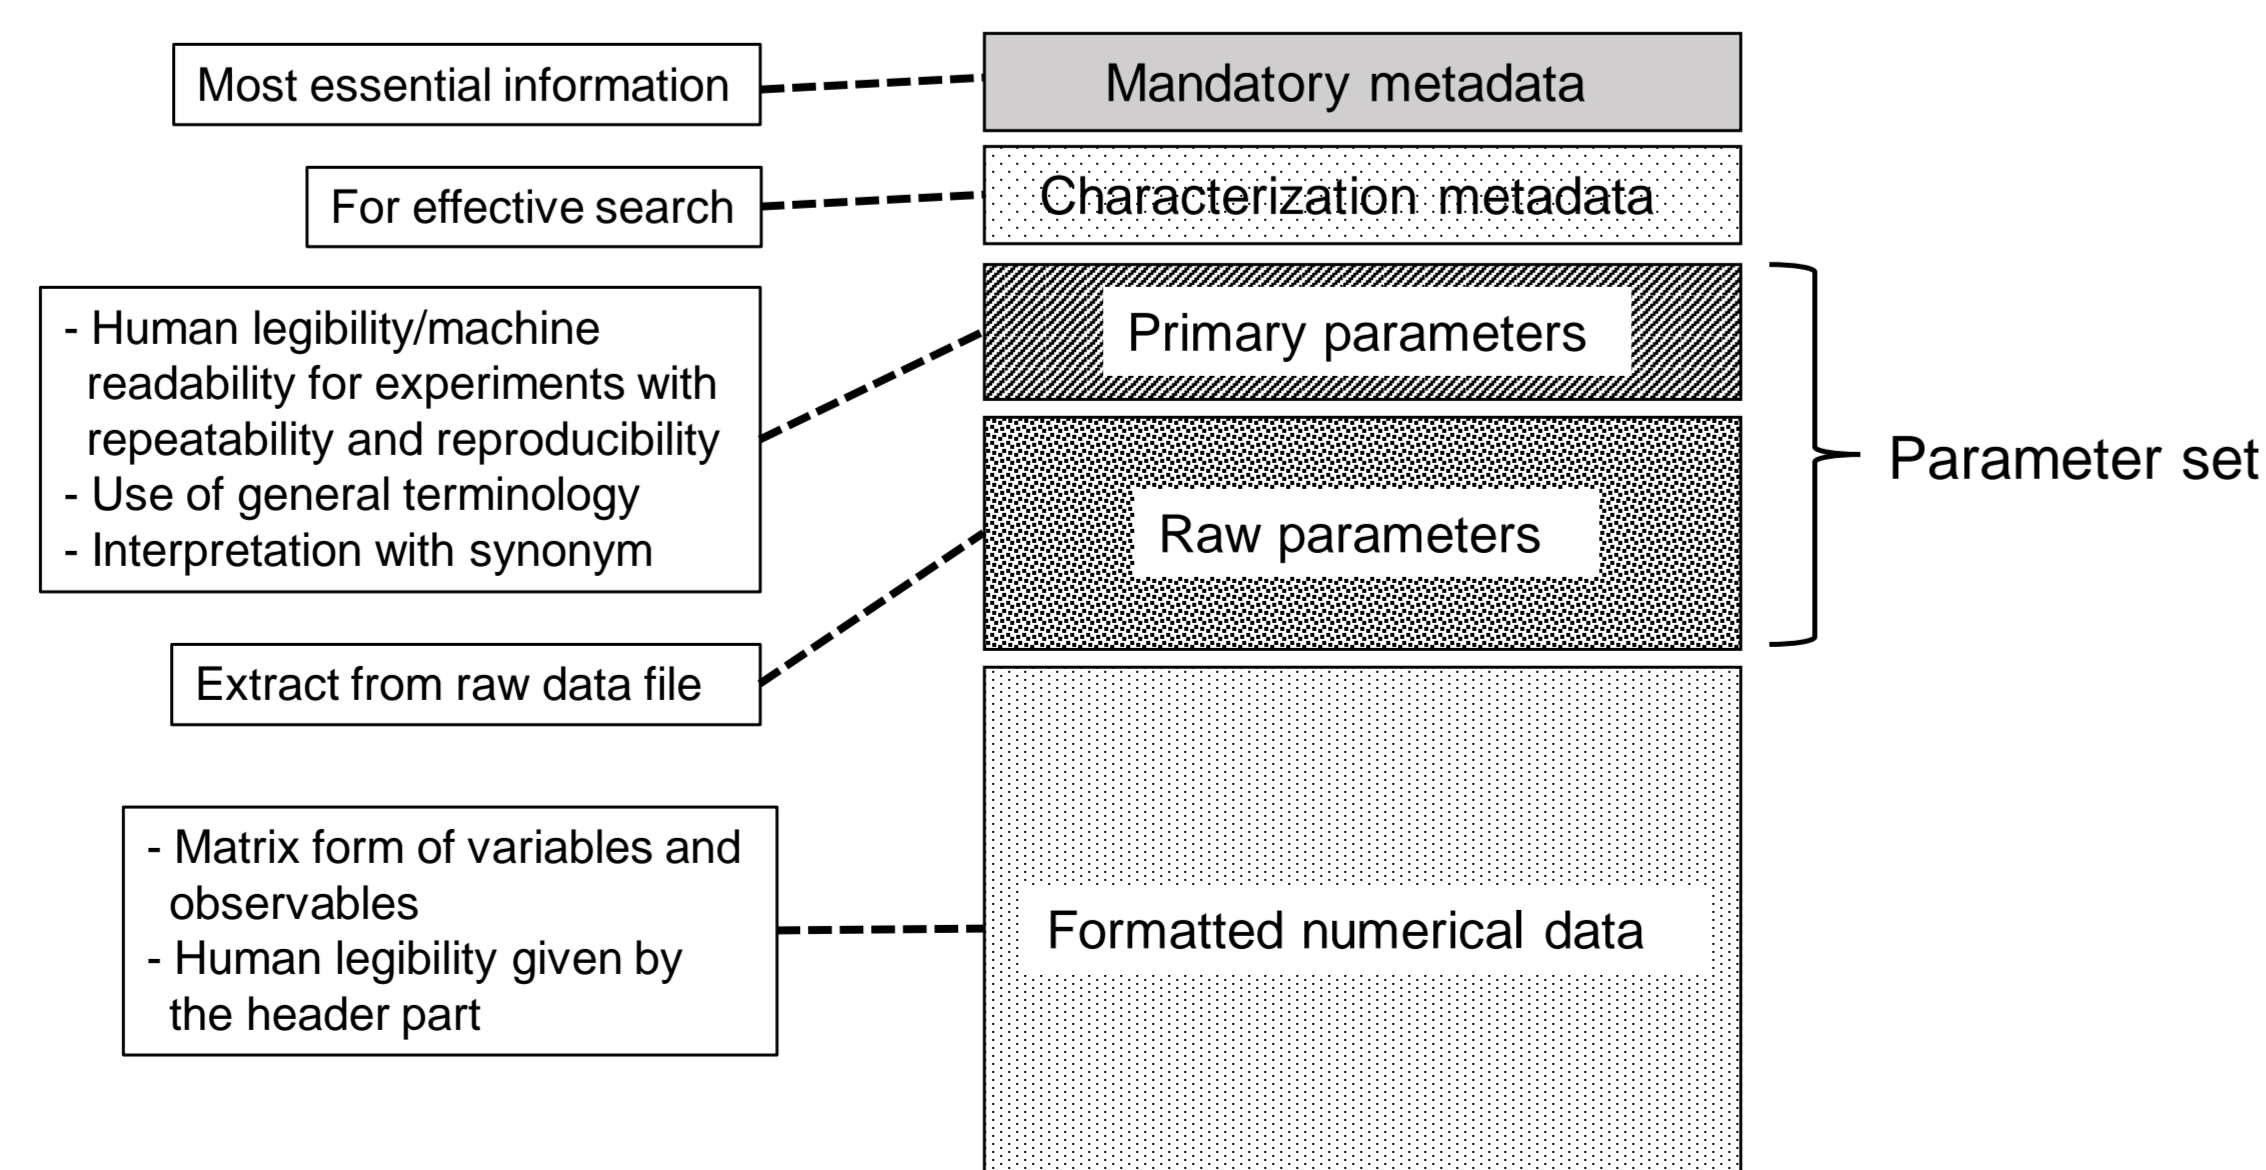 Most essential information
Mandatory metadata
For effective search
Characterization metadata
- Human legibility/machine
readability for experiments with
repeatability and reproducibility
- Use of general terminology
- Interpretation with synonym
Primary parameters
Raw parameters
Parameter set
Extract from raw data file
- Matrix form of variables and
observables
- Human legibility given by
the header part
Formatted numerical data